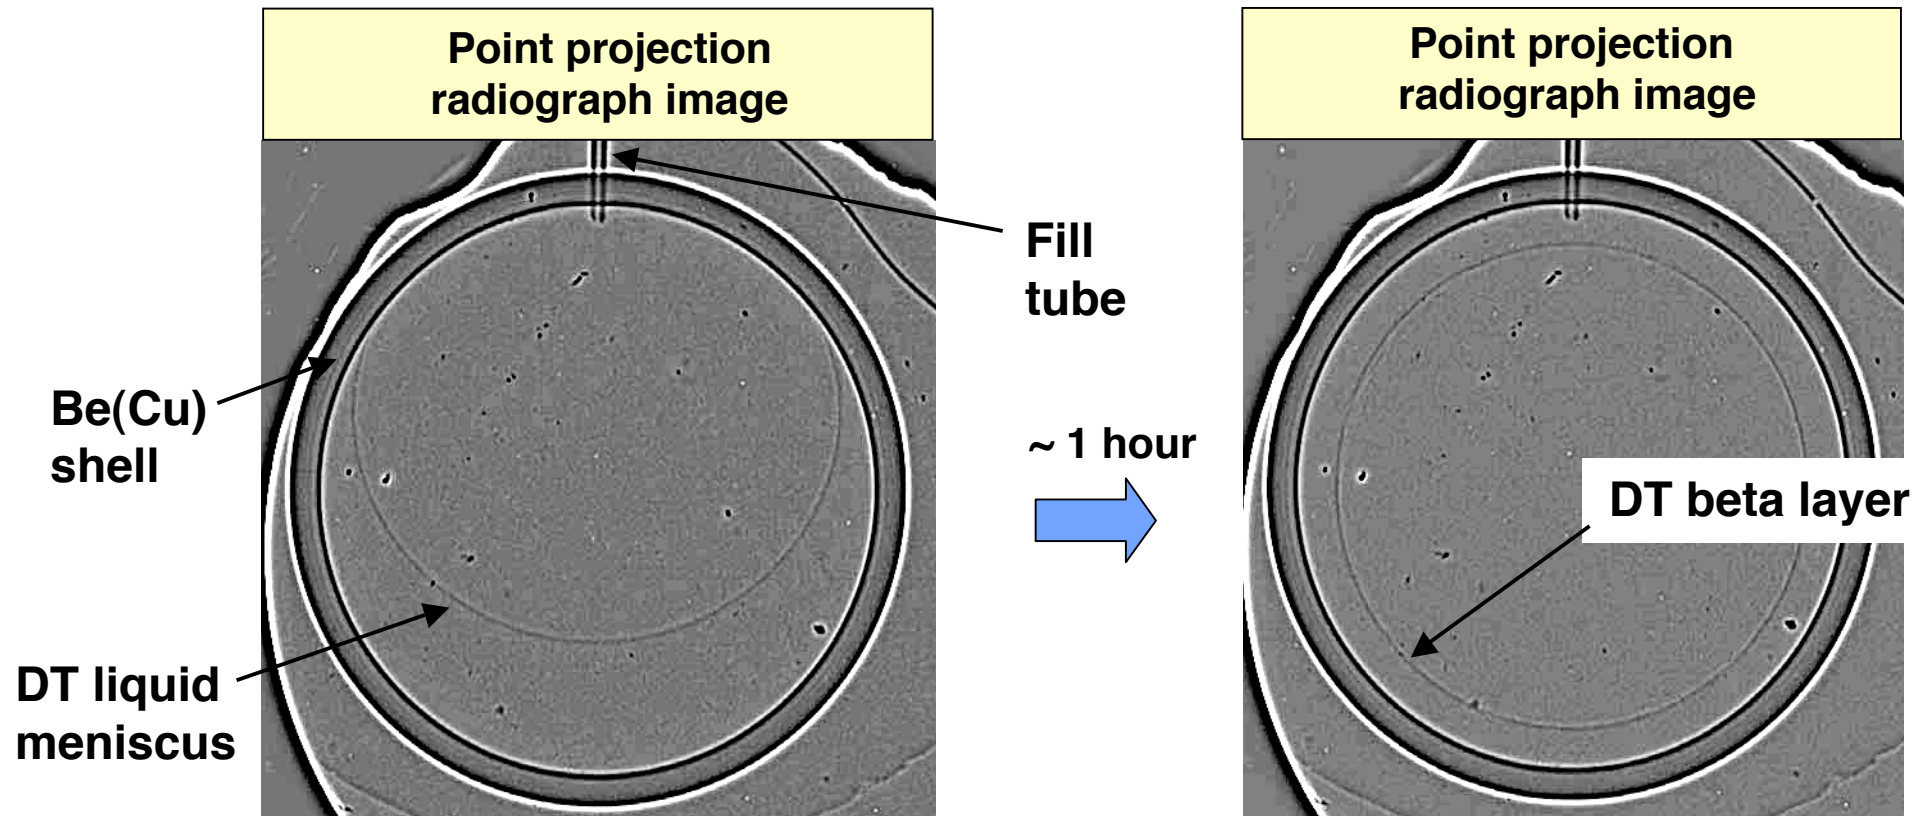 Point projection
radiograph image
Point projection
radiograph image
Fill
tube
Be(Cu)
shell
~ 1 hour
DT beta layer
DT liquid
meniscus